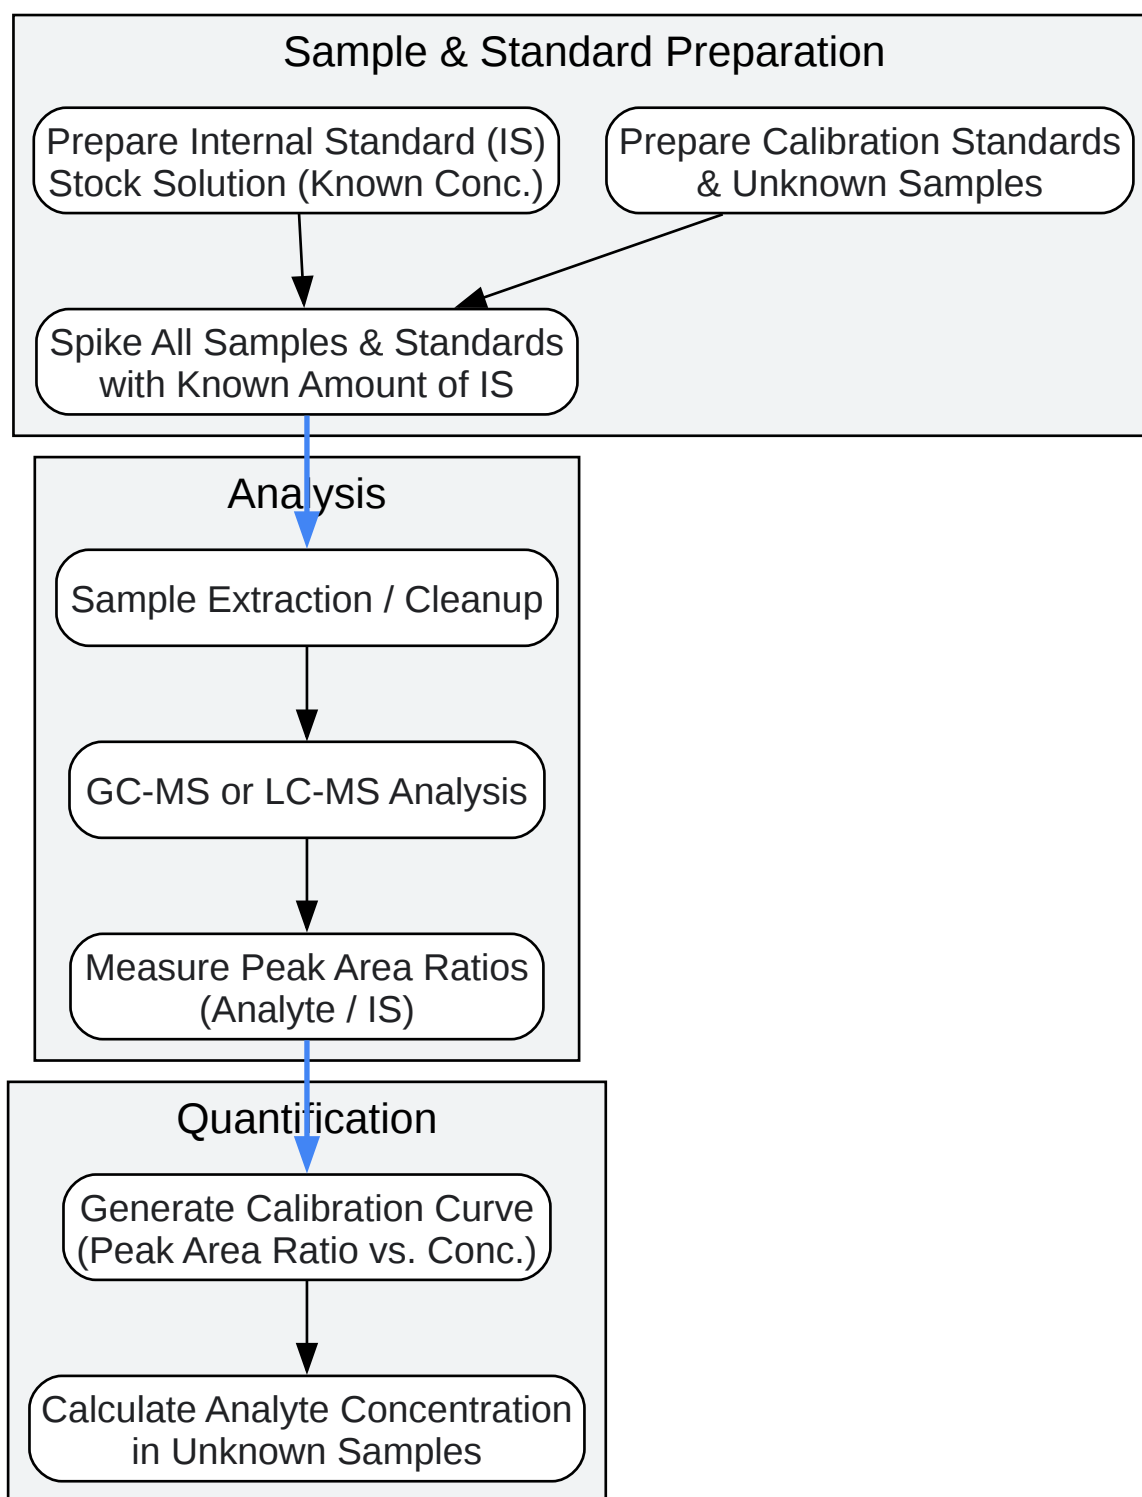 Sample & Standard Preparation
Prepare Internal Standard (IS)
Stock Solution (Known Conc.)
Prepare Calibration Standards
& Unknown Samples
Spike All Samples & Standards
with Known Amount of IS
Analysis
Sample Extraction / Cleanup
GC-MS or LC-MS Analysis
Measure Peak Area Ratios
(Analyte / IS)
Quantification
Generate Calibration Curve
(Peak Area Ratio vs. Conc.)
Calculate Analyte Concentration
in Unknown Samples